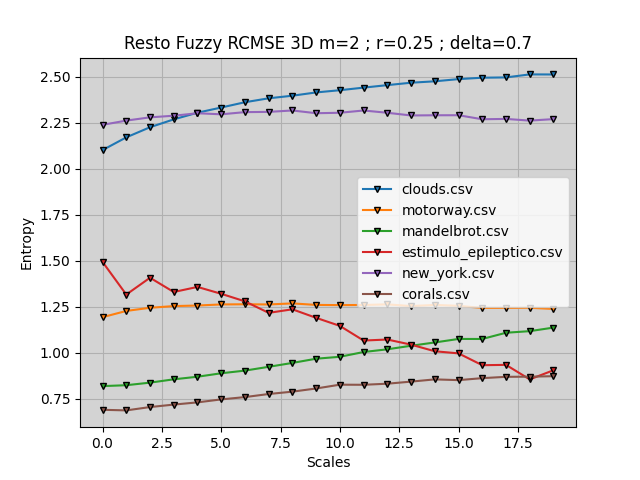 Resto Fuzzy RCMSE 3D m=2 ; r=0.25 ; delta=0.7
2.50
2.25
2.00
1.75
1.50
1.25
1.00
0.75
Entropy
clouds.csv
motorway.csv
mandelbrot.csv
estimulo_epileptico.csv
new_york.csv
corals.csv
0.0 2.5 5.0 7.5 10.0 12.5 15.0 17.5
Scales